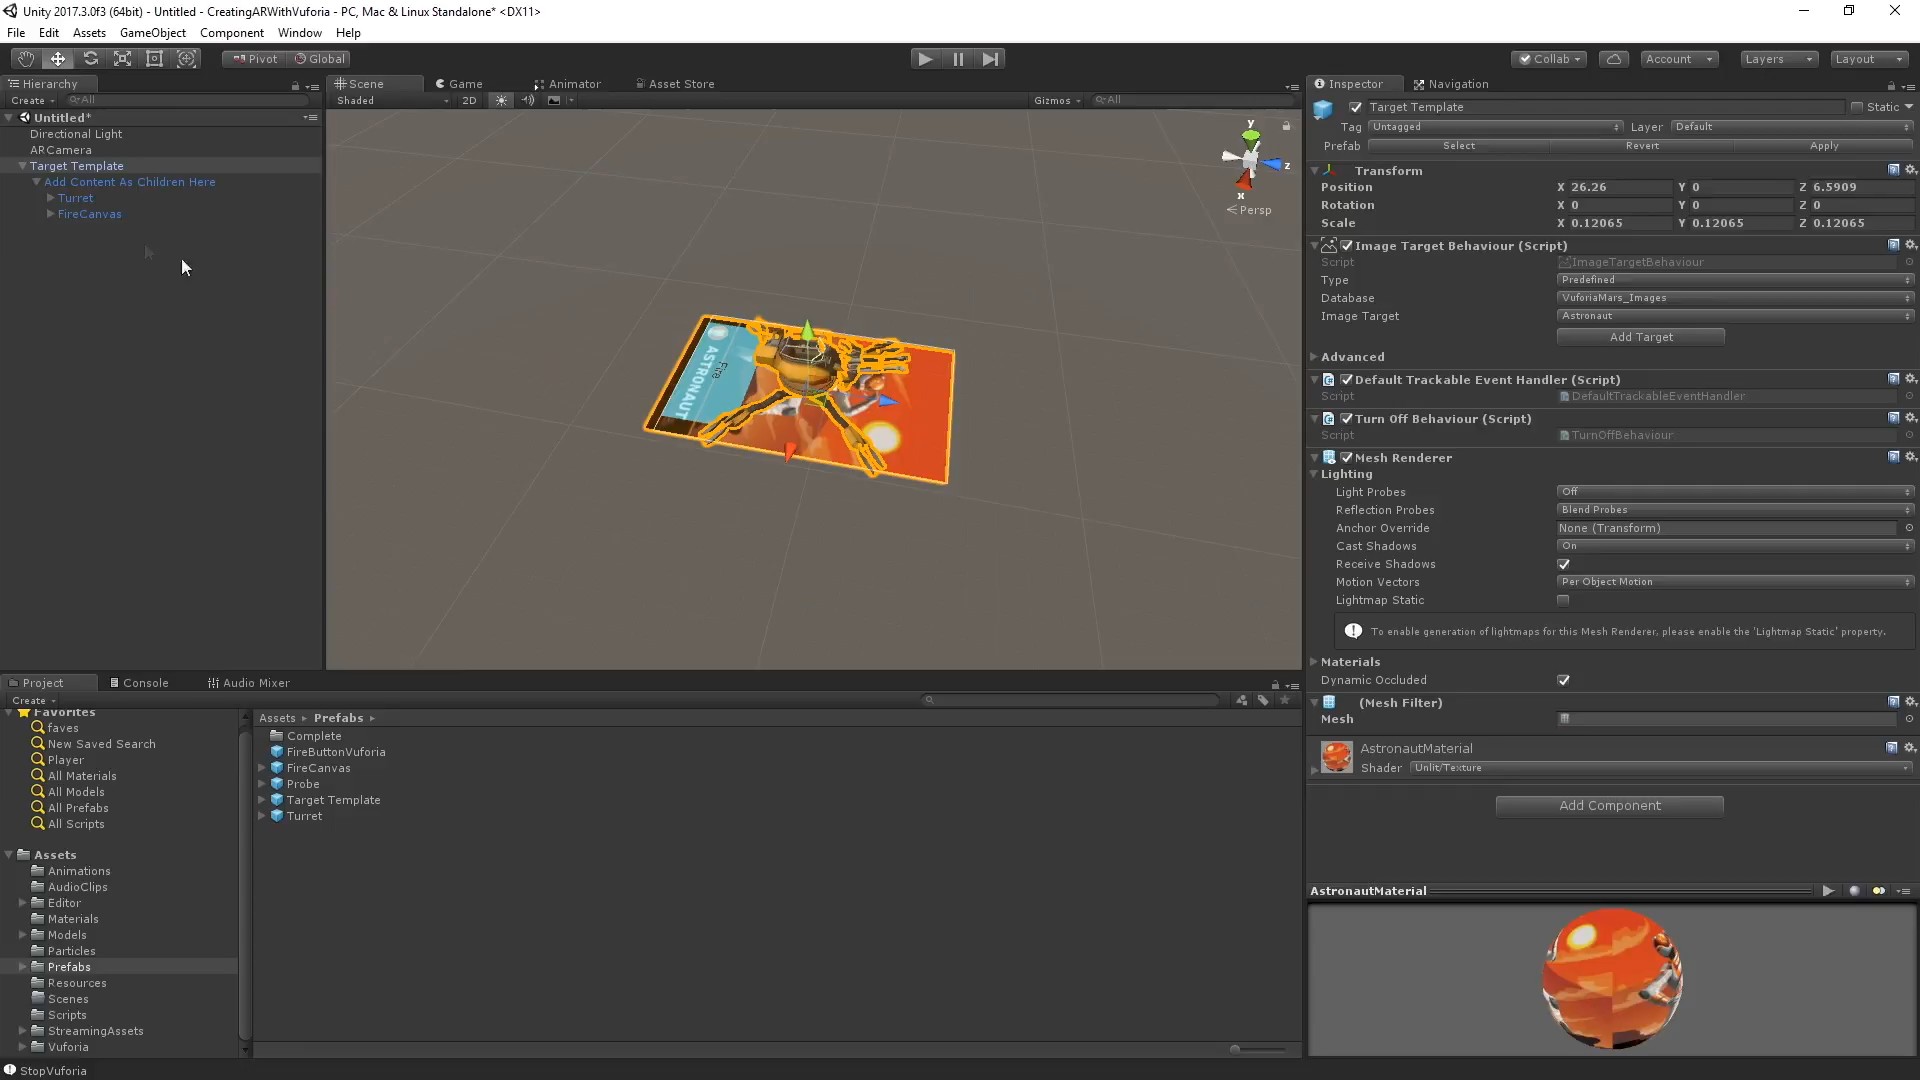 Unity 2017.3.0f3 (64bit) - Untitled - CreatingARWithVuforia - PC, Mac & Linux Standalone* <DX11>
File Edit Assets GameObject Component Window Help
Pivot Global Collab Account Layers Layout
Hierarchy
Create All
Untitled*
Directional Light
ARCamera
Target Template
Add Content As Children Here
Turret
FireCanvas
Scene Game Animator Asset Store
Shaded 2D Gizmos All
y
z
x
Persp
ASTRONAUT
Fire
Inspector Navigation
Target Template Static
Tag Untagged Layer Default
Prefab Select Revert Apply
Transform
Position X 26.26 Y 0 Z 6.5909
Rotation X 0 Y 0 Z 0
Scale X 0.12065 Y 0.12065 Z 0.12065
Image Target Behaviour (Script)
Script ImageTargetBehaviour
Type Predefined
Database VuforiaMars_Images
Image Target Astronaut
Add Target
Advanced
Default Trackable Event Handler (Script)
Script DefaultTrackableEventHandler
Turn Off Behaviour (Script)
Script TurnOffBehaviour
Mesh Renderer
Lighting
Light Probes Off
Reflection Probes Blend Probes
Anchor Override None (Transform)
Cast Shadows On
Receive Shadows
Motion Vectors Per Object Motion
Lightmap Static
To enable generation of lightmaps for this Mesh Renderer, please enable the 'Lightmap Static' property.
Materials
Dynamic Occluded
(Mesh Filter)
Mesh
AstronautMaterial
Shader Unlit/Texture
Add Component
AstronautMaterial
Project Console Audio Mixer
Create
Favorites
faves
New Saved Search
Player
All Materials
All Models
All Prefabs
All Scripts
Assets
Animations
AudioClips
Editor
Materials
Models
Particles
Prefabs
Resources
Scenes
Scripts
StreamingAssets
Vuforia
Assets Prefabs
Complete
FireButtonVuforia
FireCanvas
Probe
Target Template
Turret
StopVuforia